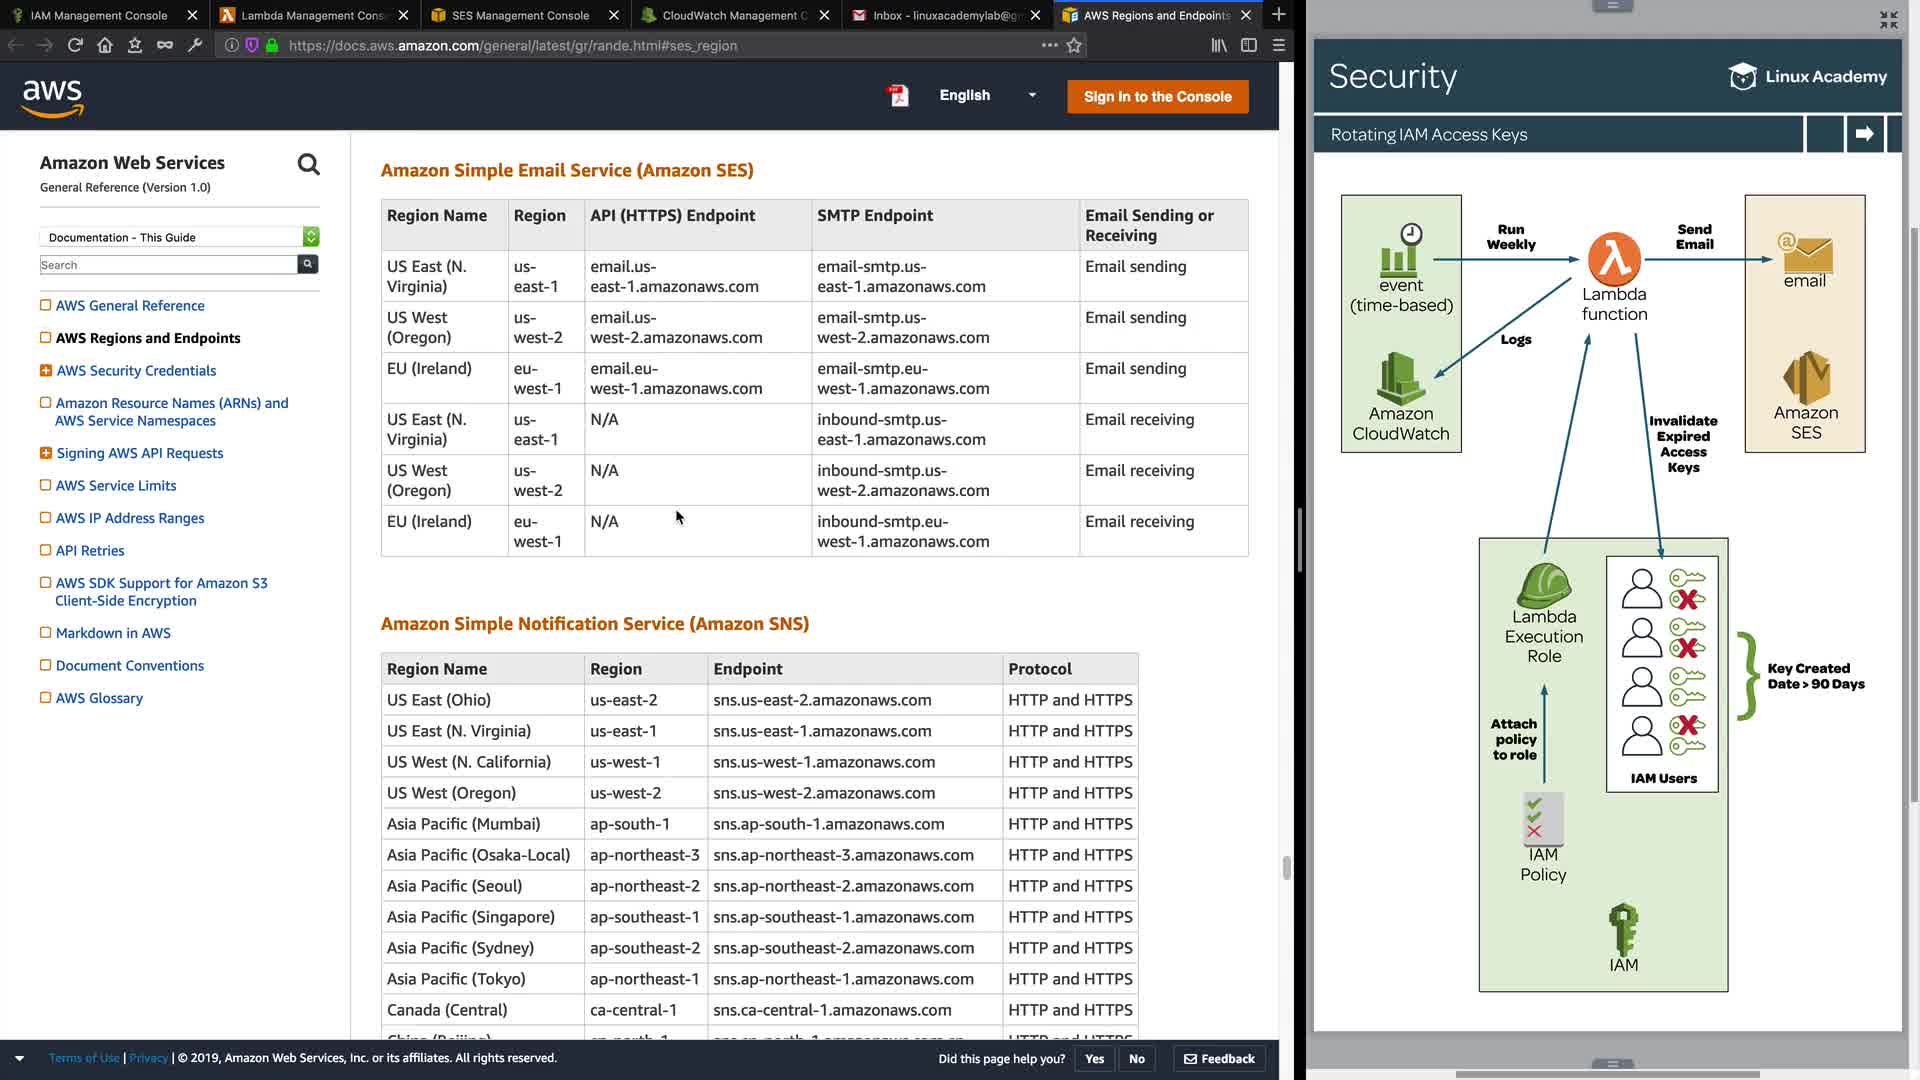 IAM Management Console
Lambda Management Cons
SES Management Console
CloudWatch Management C
Inbox - linuxacademylab@g
AWS Regions and Endpoints
https://docs.aws.amazon.com/general/latest/gr/rande.html#ses_region
aws
English
Sign In to the Console
Amazon Web Services
General Reference (Version 1.0)
Documentation - This Guide
Search
AWS General Reference
AWS Regions and Endpoints
AWS Security Credentials
Amazon Resource Names (ARNs) and
AWS Service Namespaces
Signing AWS API Requests
AWS Service Limits
AWS IP Address Ranges
API Retries
AWS SDK Support for Amazon S3
Client-Side Encryption
Markdown in AWS
Document Conventions
AWS Glossary
Amazon Simple Email Service (Amazon SES)
Region Name Region API (HTTPS) Endpoint SMTP Endpoint Email Sending or
Receiving
US East (N. us- email.us- email-smtp.us- Email sending
Virginia) east-1 east-1.amazonaws.com east-1.amazonaws.com
US West us- email.us- email-smtp.us- Email sending
(Oregon) west-2 west-2.amazonaws.com west-2.amazonaws.com
EU (Ireland) eu- email.eu- email-smtp.eu- Email sending
west-1 west-1.amazonaws.com west-1.amazonaws.com
US East (N. us- N/A inbound-smtp.us- Email receiving
Virginia) east-1 east-1.amazonaws.com
US West us- N/A inbound-smtp.us- Email receiving
(Oregon) west-2 west-2.amazonaws.com
EU (Ireland) eu- N/A inbound-smtp.eu- Email receiving
west-1 west-1.amazonaws.com
Amazon Simple Notification Service (Amazon SNS)
Region Name Region Endpoint Protocol
US East (Ohio) us-east-2 sns.us-east-2.amazonaws.com HTTP and HTTPS
US East (N. Virginia) us-east-1 sns.us-east-1.amazonaws.com HTTP and HTTPS
US West (N. California) us-west-1 sns.us-west-1.amazonaws.com HTTP and HTTPS
US West (Oregon) us-west-2 sns.us-west-2.amazonaws.com HTTP and HTTPS
Asia Pacific (Mumbai) ap-south-1 sns.ap-south-1.amazonaws.com HTTP and HTTPS
Asia Pacific (Osaka-Local) ap-northeast-3 sns.ap-northeast-3.amazonaws.com HTTP and HTTPS
Asia Pacific (Seoul) ap-northeast-2 sns.ap-northeast-2.amazonaws.com HTTP and HTTPS
Asia Pacific (Singapore) ap-southeast-1 sns.ap-southeast-1.amazonaws.com HTTP and HTTPS
Asia Pacific (Sydney) ap-southeast-2 sns.ap-southeast-2.amazonaws.com HTTP and HTTPS
Asia Pacific (Tokyo) ap-northeast-1 sns.ap-northeast-1.amazonaws.com HTTP and HTTPS
Canada (Central) ca-central-1 sns.ca-central-1.amazonaws.com HTTP and HTTPS
Terms of Use | Privacy | © 2019, Amazon Web Services, Inc. or its affiliates. All rights reserved.
Did this page help you? Yes No Feedback
Security
Linux Academy
Rotating IAM Access Keys
event
(time-based)
Run
Weekly
Lambda
function
Send
Email
email
Logs
Amazon
CloudWatch
Amazon
SES
Invalidate
Expired
Access
Keys
Lambda
Execution
Role
Attach
policy
to role
IAM Users
Key Created
Date > 90 Days
IAM
Policy
IAM